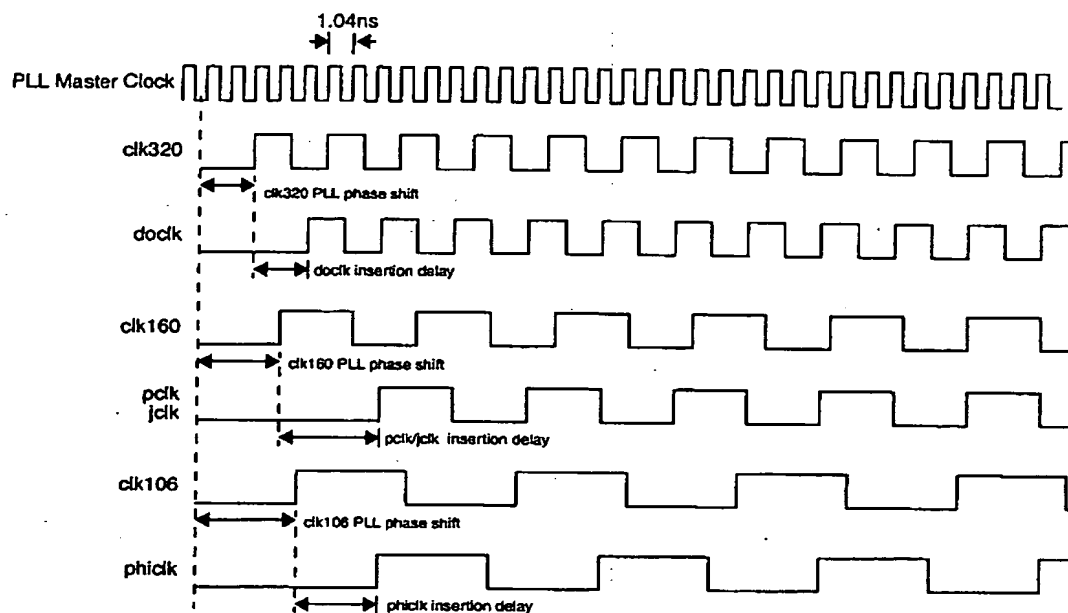 1.04ns
PLL Master Clock
clk320
clk320 PLL phase shift
doclk
doclk insertion delay
clk160
clk160 PLL phase shift
pclk
jclk
pclk/jclk insertion delay
clk106
clk106 PLL phase shift
phiclk
phiclk insertion delay